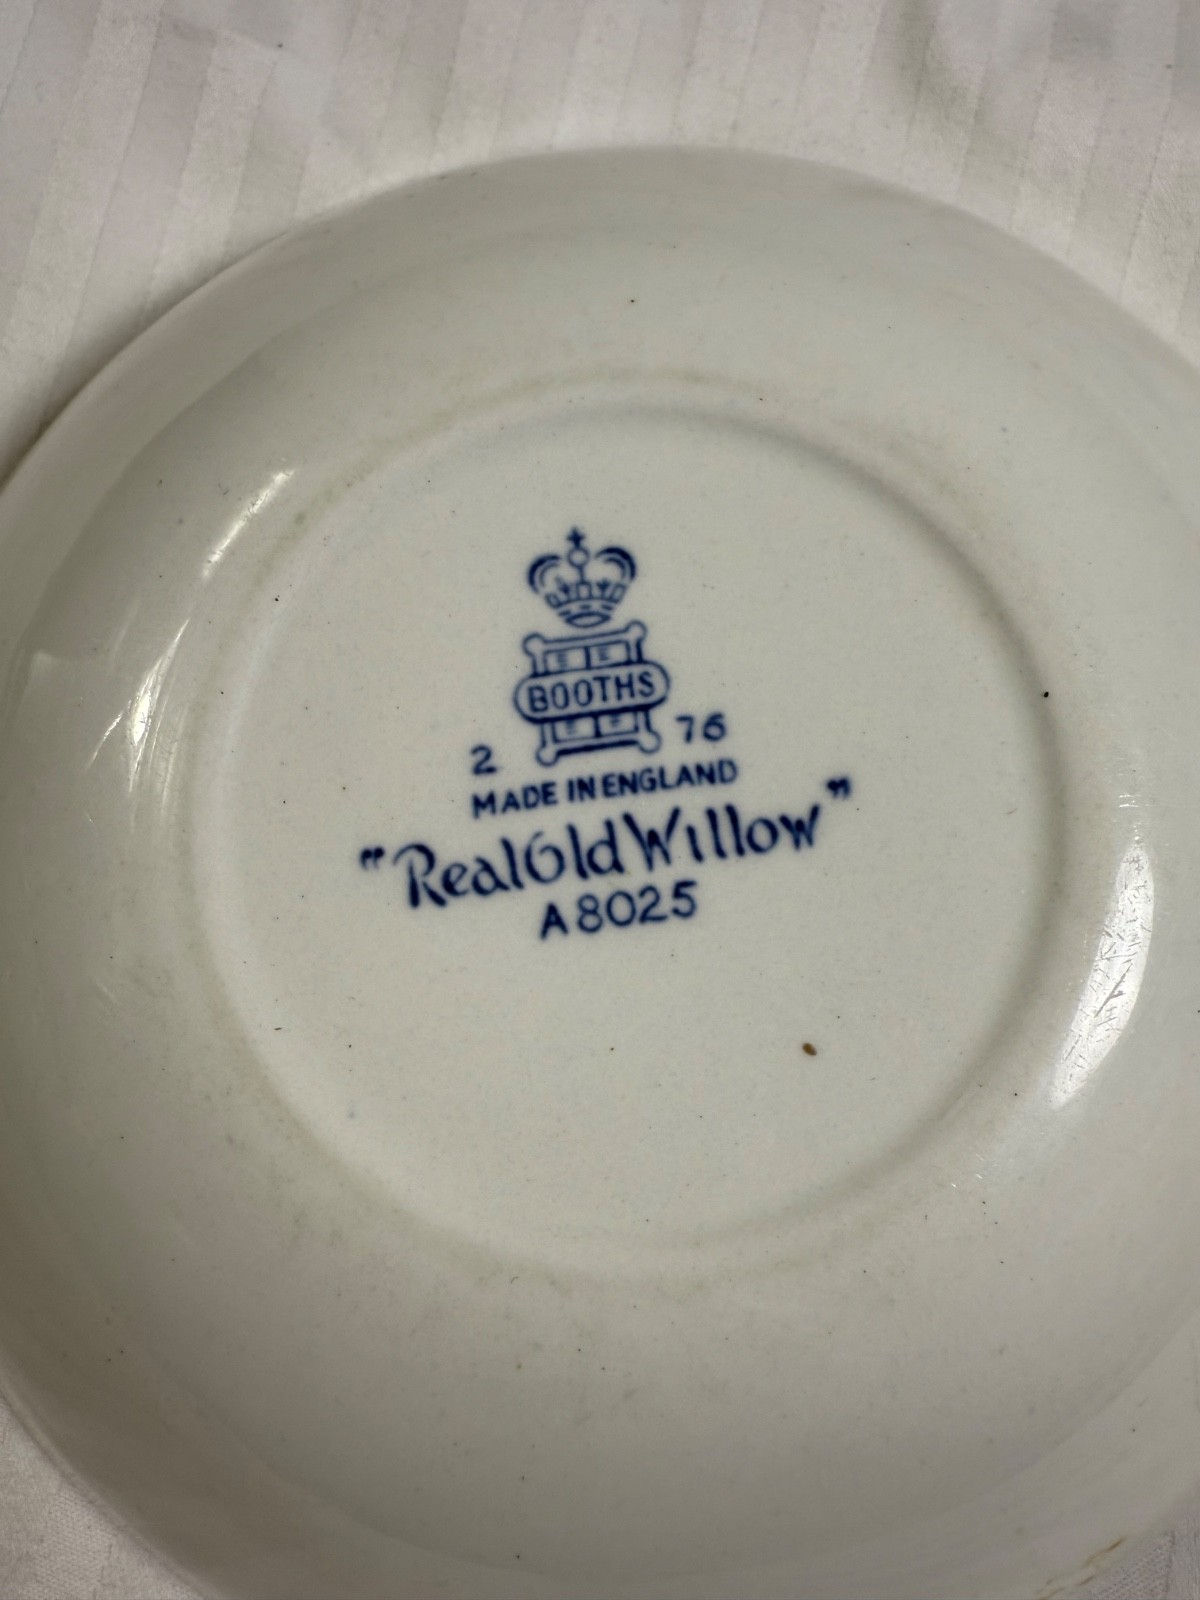 BOOTHS
2 76
MADE IN ENGLAND
"Real Old Willow"
A8025